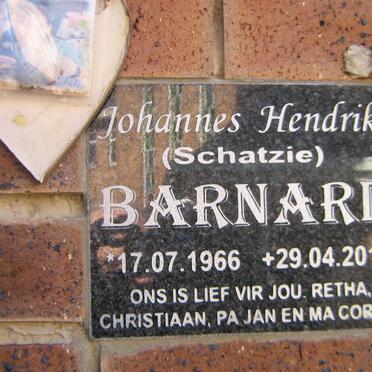 Johannes Hendrik
(Schatzie)
BARNARD
*17.07.1966 +29.04.201
ONS IS LIEF VIR JOU. RETHA,
CHRISTIAAN, PA JAN EN MA COR